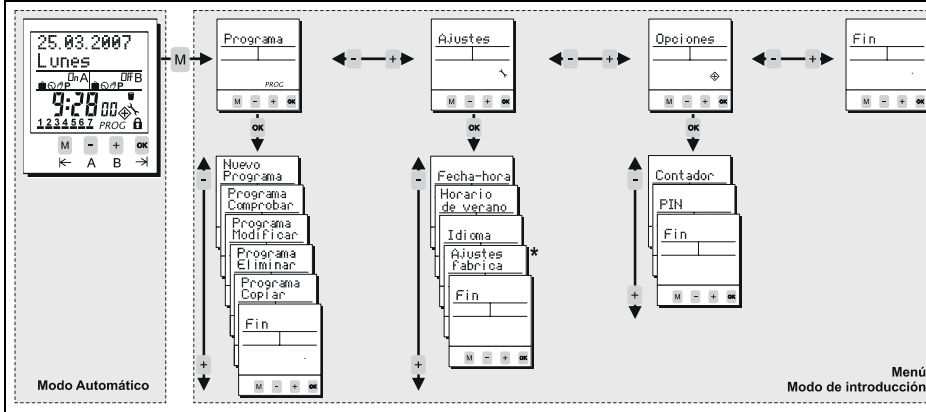 25.03.2007
Lunes
On A Off B
P P
9:28 00
1234567 PROG
M - + OK
A B
Modo Automático
M
Programa
PROG
M - + OK
- +
Ajustes
M - + OK
- +
Opciones
M - + OK
- +
Fin
M - + OK
OK
OK
OK
-
Nuevo
Programa
Programa
Comprobar
Programa
Modificar
Programa
Eliminar
Programa
Copiar
Fin
M - + OK
+
-
Fecha-hora
Horario
de verano
Idioma
Ajustes
fabrica
*
Fin
M - + OK
+
-
Contador
PIN
Fin
M - + OK
+
Menú
Modo de introducción